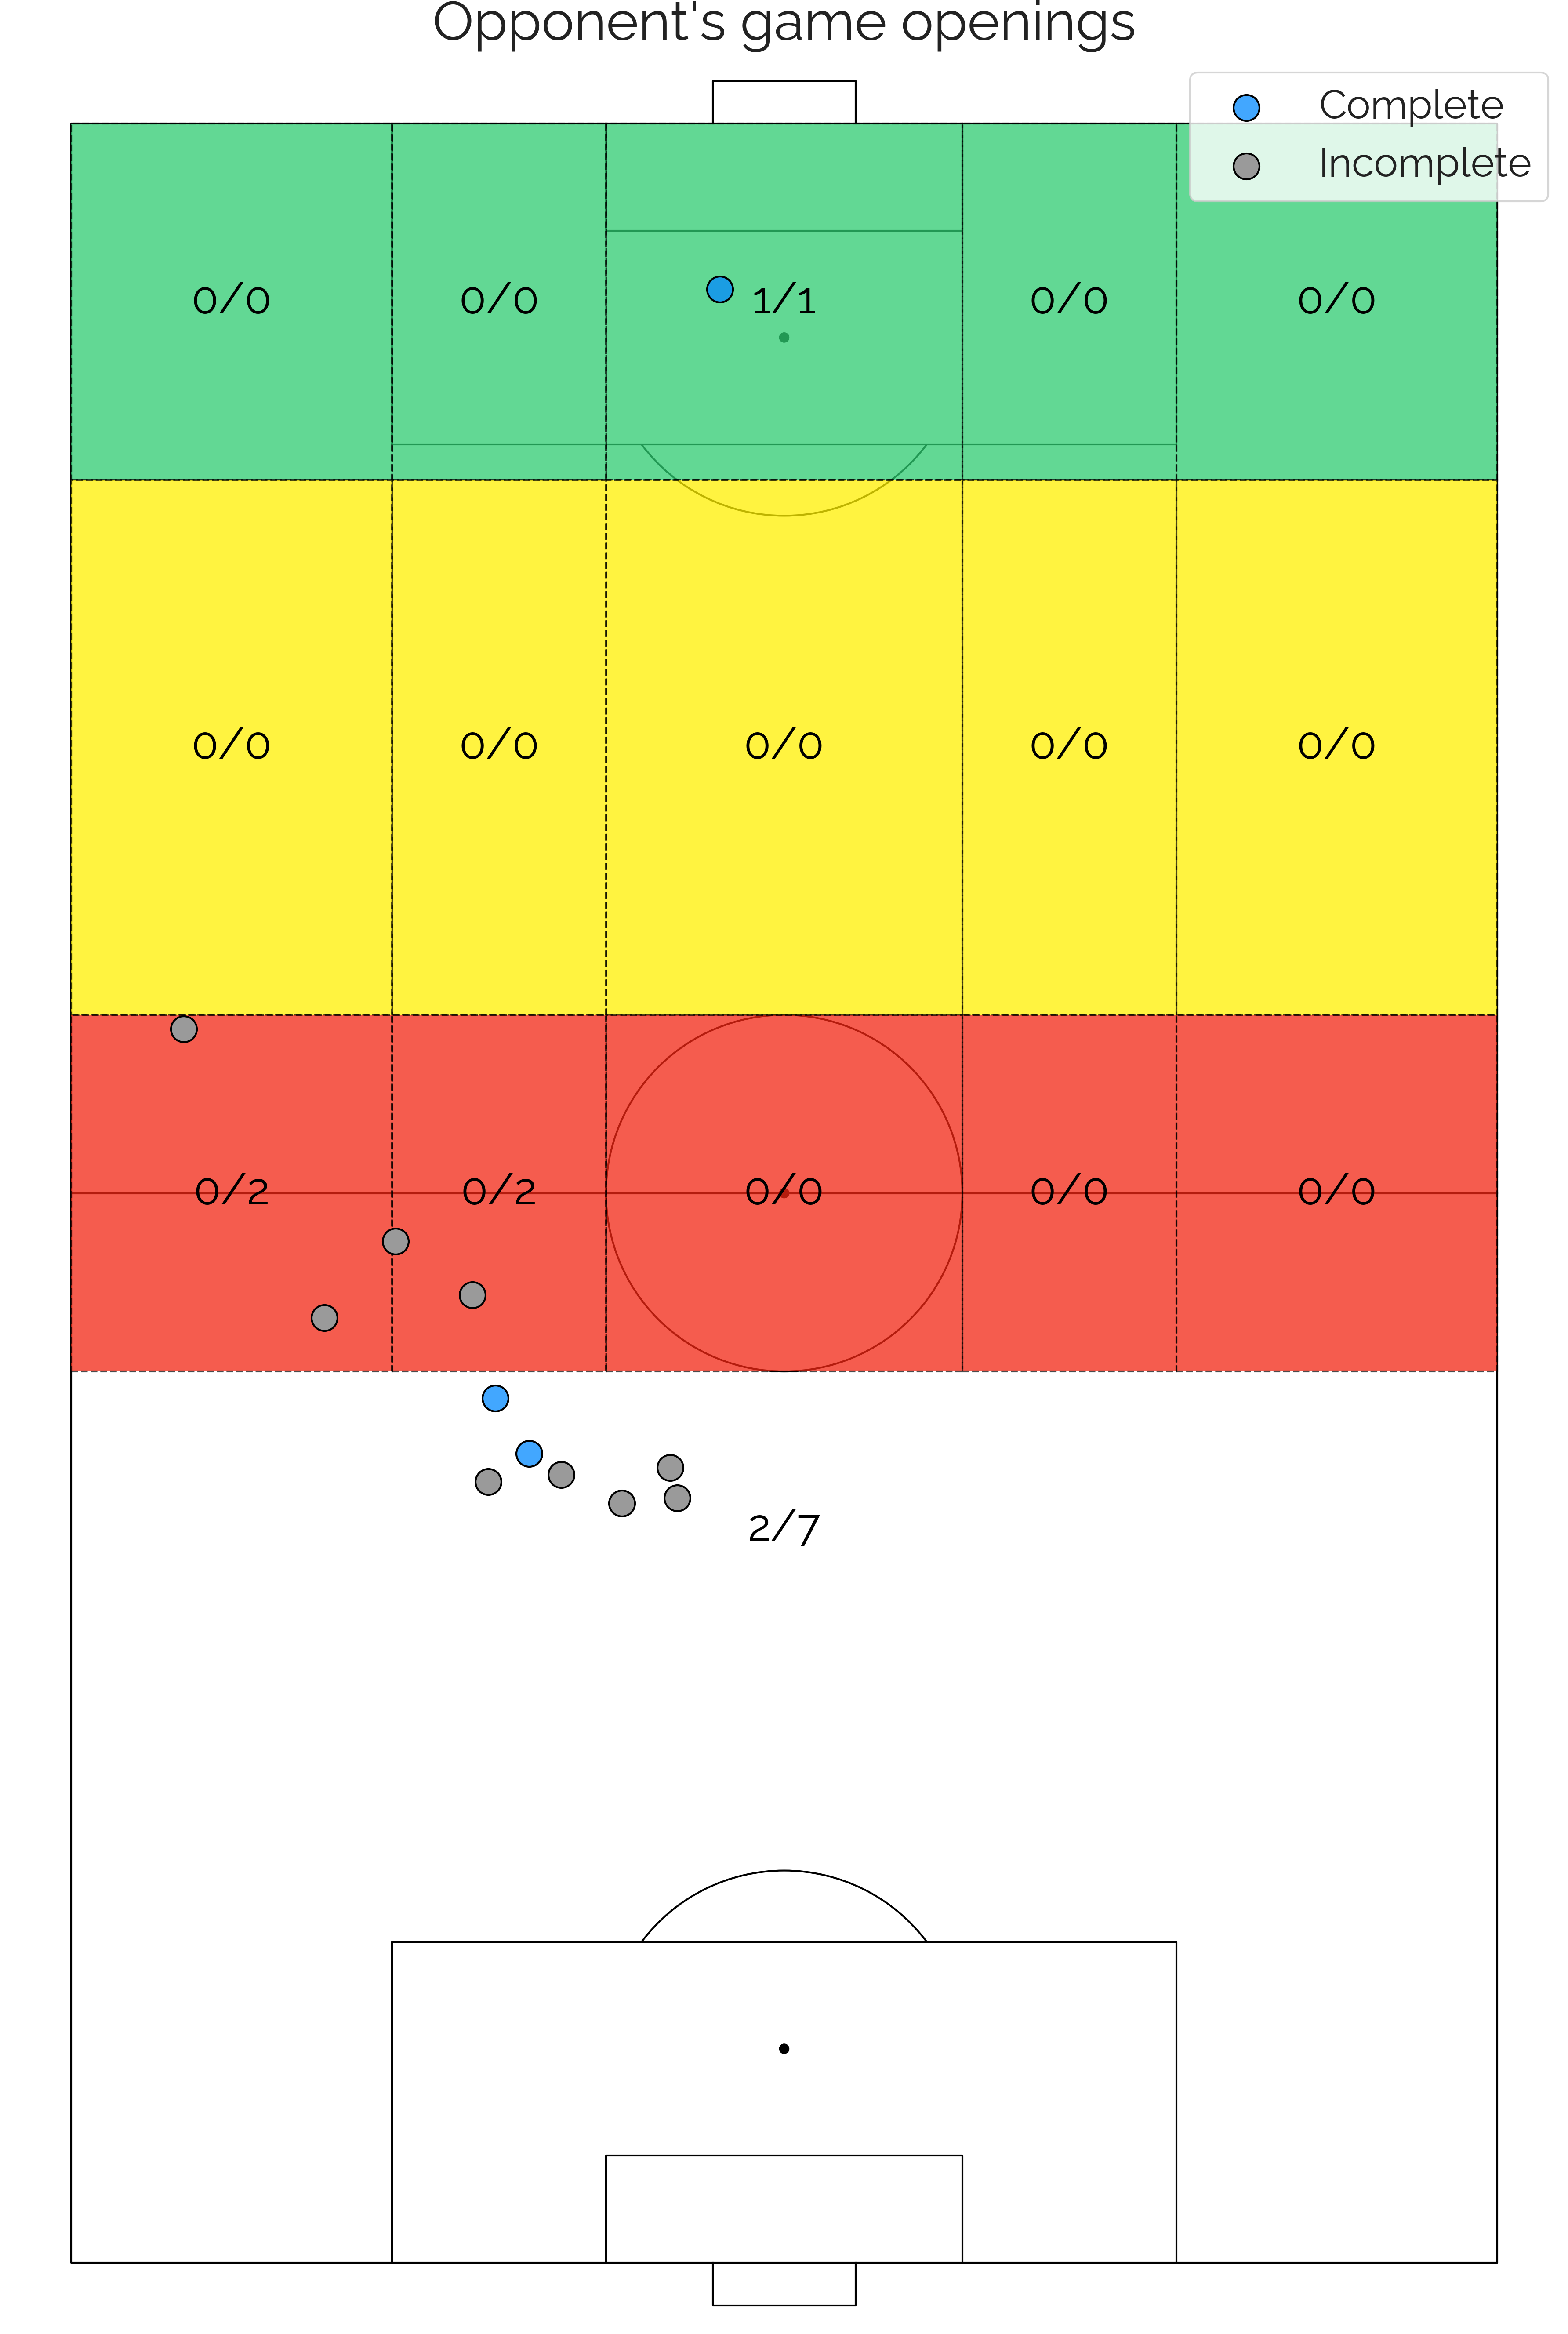 Opponent's game openings
Complete
Incomplete
0/0 0/0 1/1 0/0 0/0
0/0 0/0 0/0 0/0 0/0
0/2 0/2 0/0 0/0 0/0
2/7